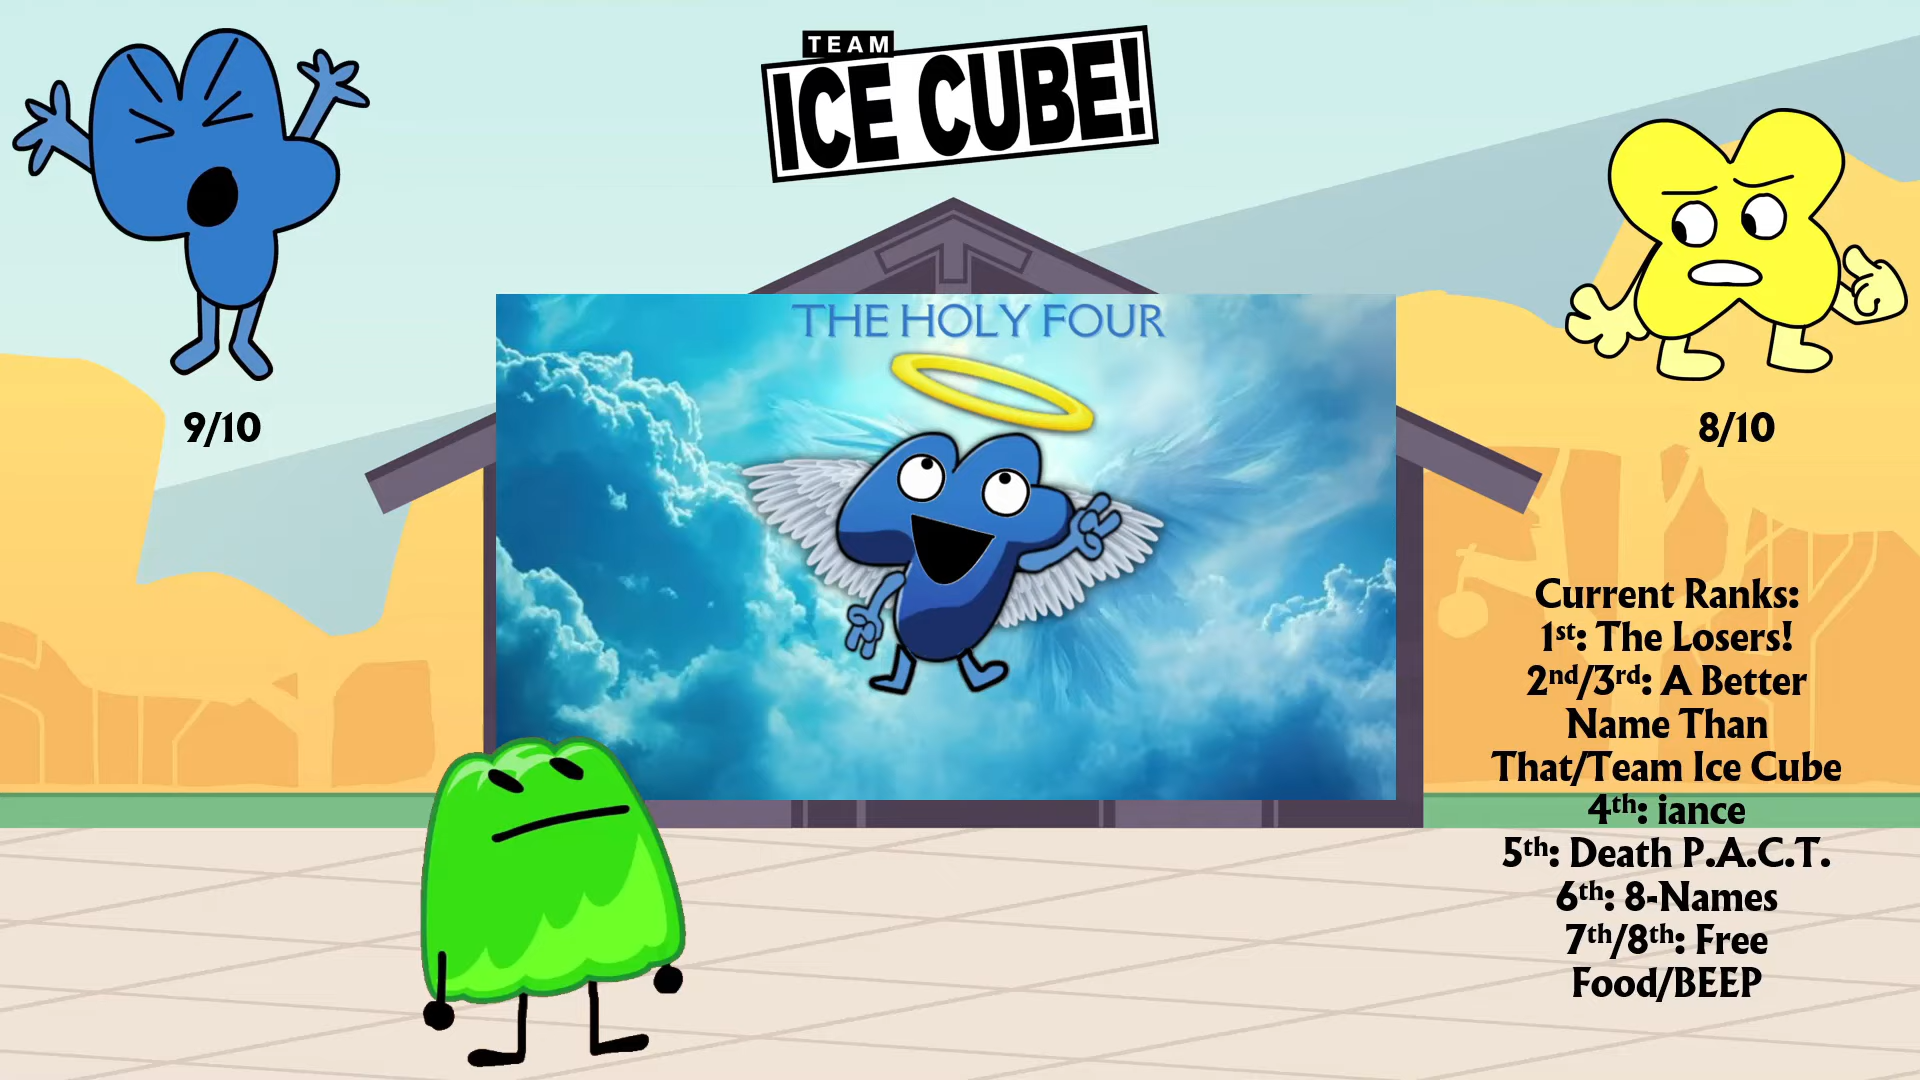 TEAM
ICE CUBE!
THE HOLY FOUR
9/10
8/10
Current Ranks:
1st: The Losers!
2nd/3rd: A Better
Name Than
That/Team Ice Cube
4th: iance
5th: Death P.A.C.T.
6th: 8-Names
7th/8th: Free
Food/BEEP